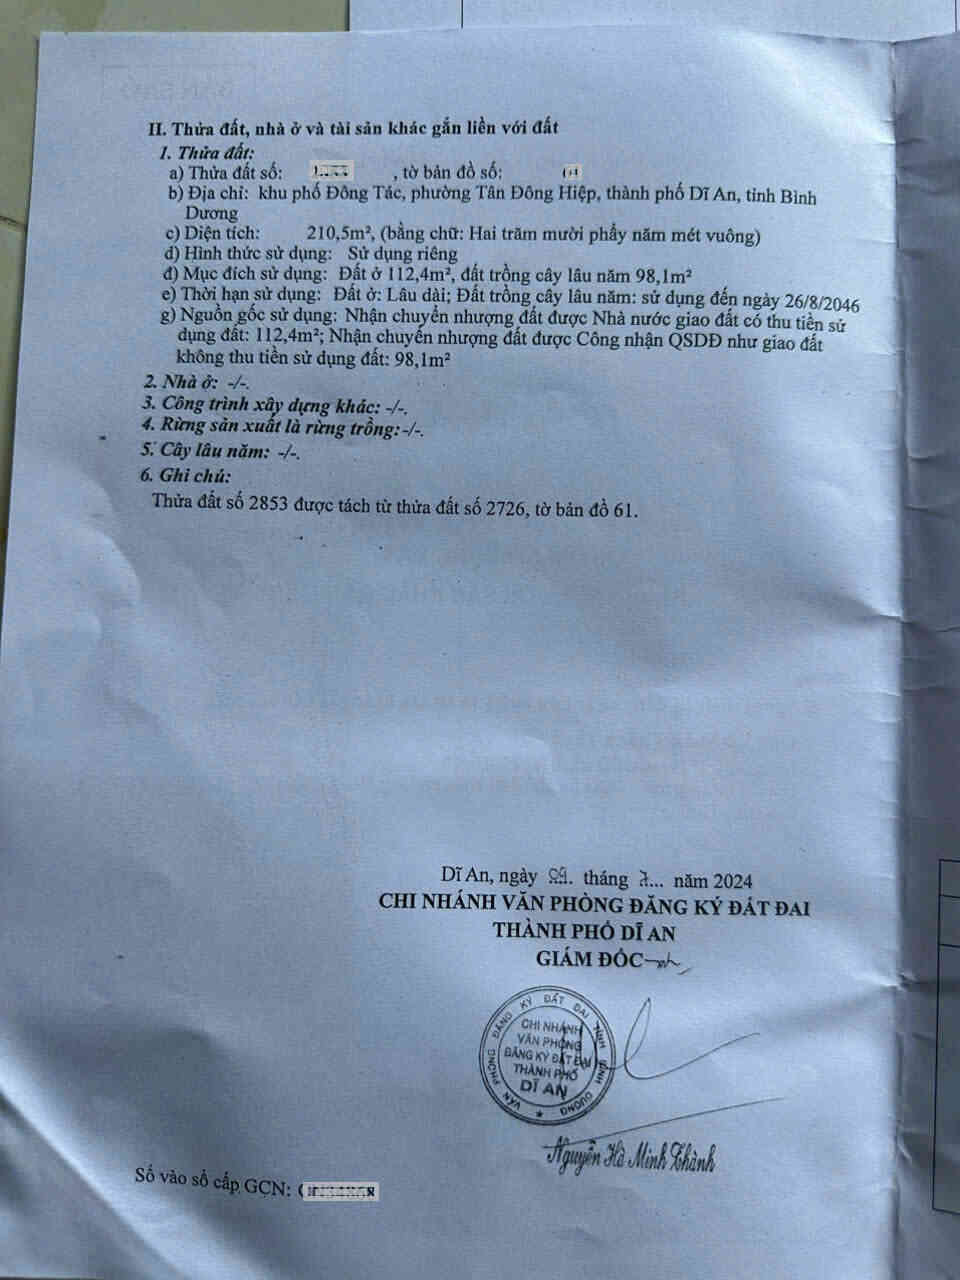 II. Thửa đất, nhà ở và tài sản khác gắn liền với đất
1. Thửa đất:
a) Thửa đất số: , tờ bản đồ số:
b) Địa chỉ: khu phố Đông Tác, phường Tân Đông Hiệp, thành phố Dĩ An, tỉnh Bình
Dương
c) Diện tích: 210,5m², (bằng chữ: Hai trăm mười phẩy năm mét vuông)
d) Hình thức sử dụng: Sử dụng riêng
đ) Mục đích sử dụng: Đất ở 112,4m², đất trồng cây lâu năm 98,1m²
e) Thời hạn sử dụng: Đất ở: Lâu dài; Đất trồng cây lâu năm: sử dụng đến ngày 26/8/2046
g) Nguồn gốc sử dụng: Nhận chuyển nhượng đất được Nhà nước giao đất có thu tiền sử
dụng đất: 112,4m²; Nhận chuyển nhượng đất được Công nhận QSDĐ như giao đất
không thu tiền sử dụng đất: 98,1m²
2. Nhà ở: -/-.
3. Công trình xây dựng khác: -/-.
4. Rừng sản xuất là rừng trồng: -/-.
5. Cây lâu năm: -/-.
6. Ghi chú:
Thửa đất số 2853 được tách từ thửa đất số 2726, tờ bản đồ 61.
Dĩ An, ngày 09. tháng ... năm 2024
CHI NHÁNH VĂN PHÒNG ĐĂNG KÝ ĐẤT ĐAI
THÀNH PHỐ DĨ AN
GIÁM ĐỐC
VĂN PHÒNG ĐĂNG KÝ ĐẤT ĐAI TỈNH BÌNH DƯƠNG
CHI NHÁNH
VĂN PHÒNG
ĐĂNG KÝ ĐẤT ĐAI
THÀNH PHỐ
DĨ AN
Nguyễn Hà Minh Thành
Số vào sổ cấp GCN: